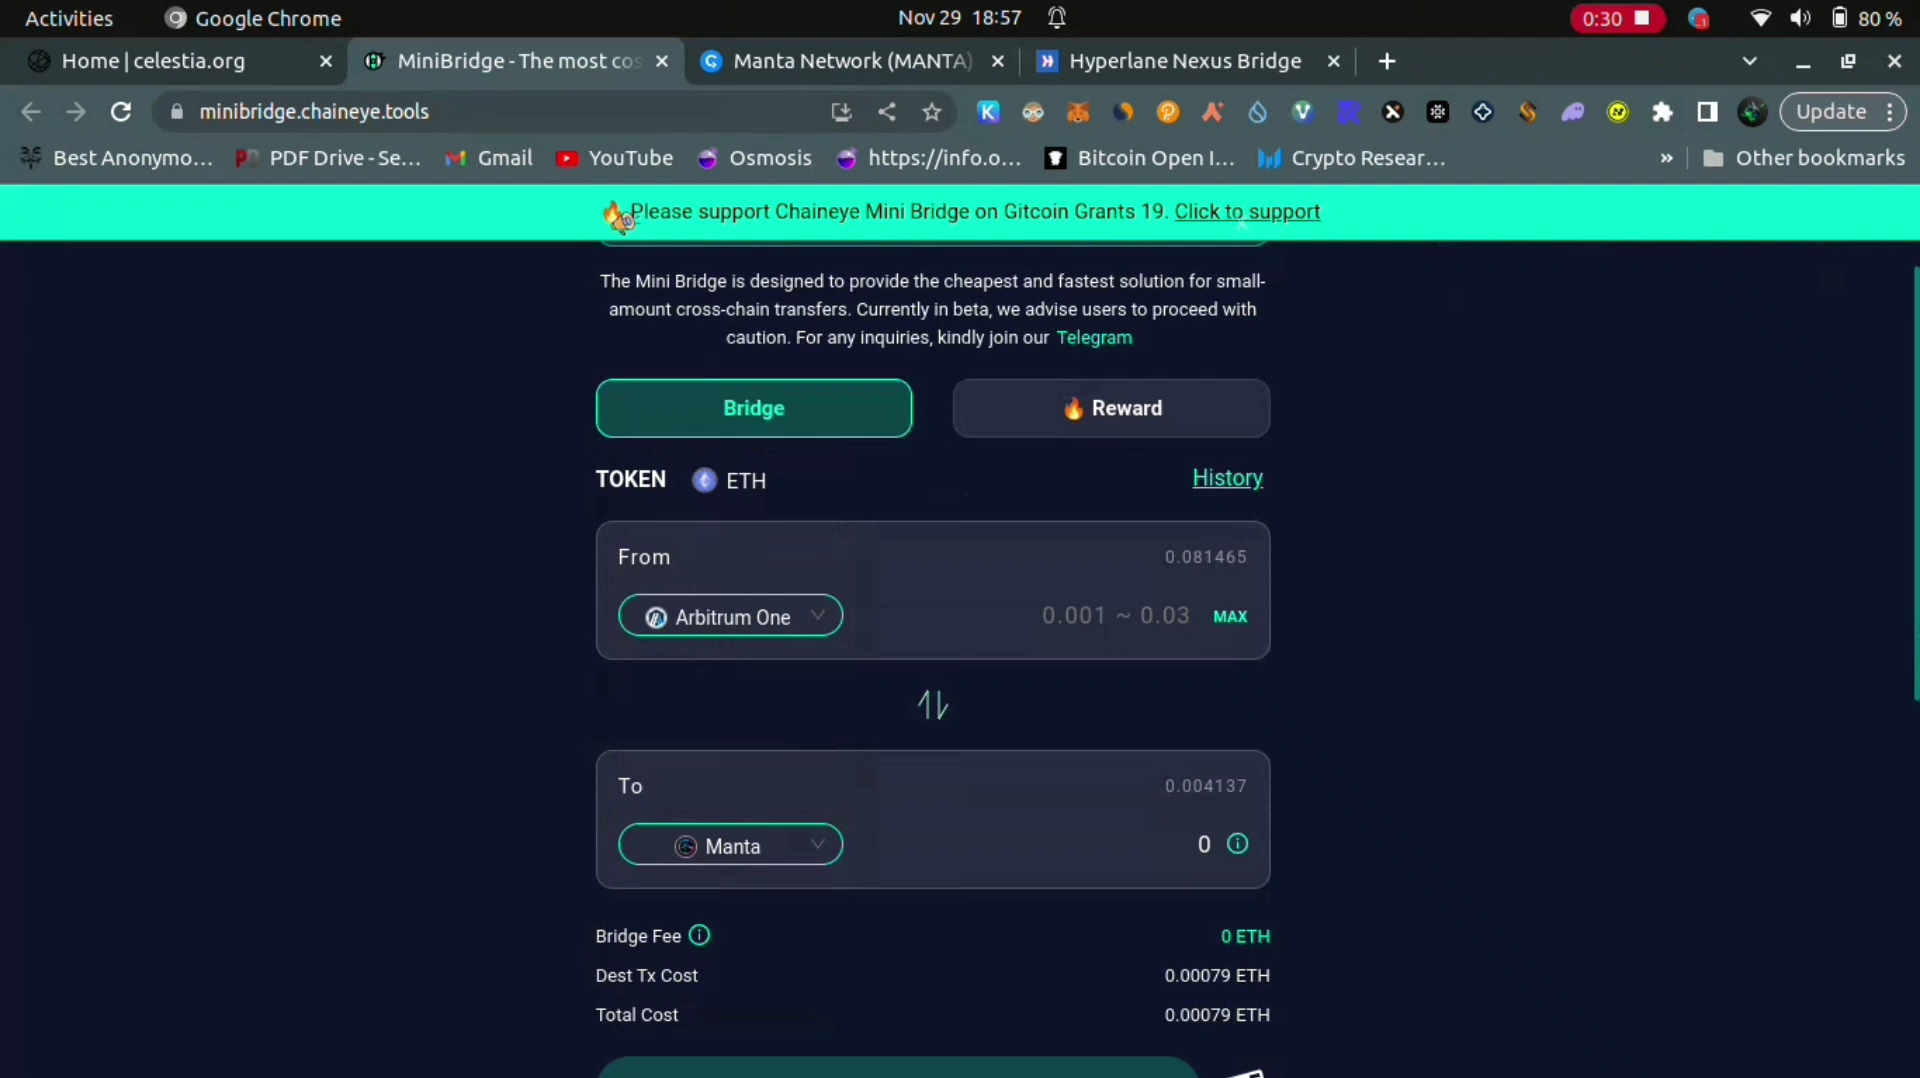 Activities
Google Chrome
Nov 29 18:57
0:30
80 %
Home | celestia.org
MiniBridge - The most cos
Manta Network (MANTA)
Hyperlane Nexus Bridge
minibridge.chaineye.tools
Update
Best Anonymo...
PDF Drive - Se...
Gmail
YouTube
Osmosis
https://info.o...
Bitcoin Open I...
Crypto Resear...
»
Other bookmarks
Please support Chaineye Mini Bridge on Gitcoin Grants 19. Click to support
The Mini Bridge is designed to provide the cheapest and fastest solution for small-
amount cross-chain transfers. Currently in beta, we advise users to proceed with
caution. For any inquiries, kindly join our Telegram
Bridge
Reward
TOKEN ETH
History
From
0.081465
Arbitrum One
0.001 ~ 0.03 MAX
To
0.004137
Manta
0
Bridge Fee
0 ETH
Dest Tx Cost
0.00079 ETH
Total Cost
0.00079 ETH